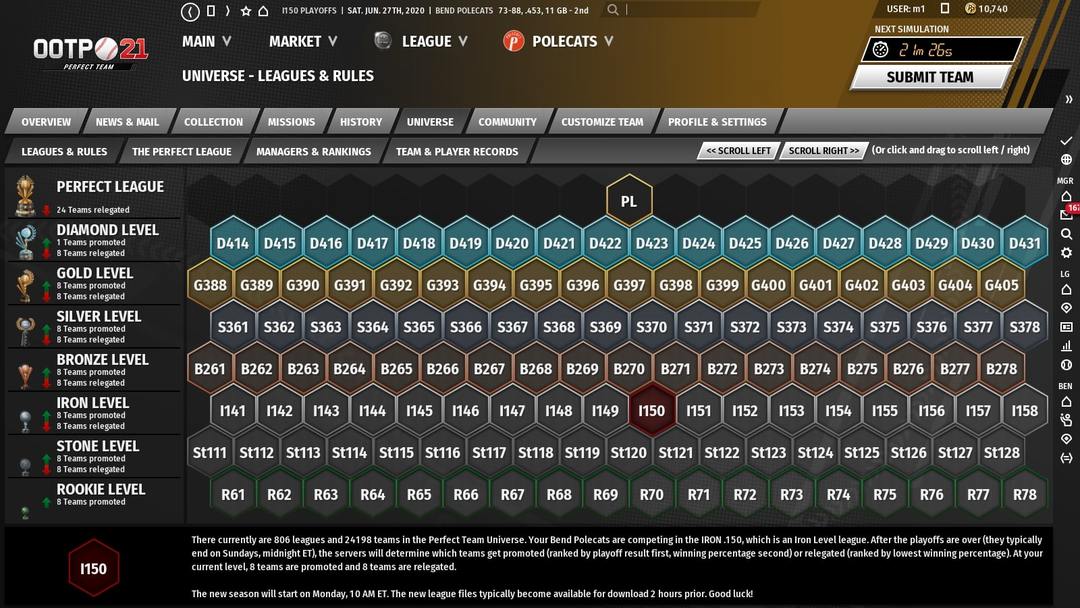 I150 PLAYOFFS | SAT. JUN. 27TH, 2020 | BEND POLECATS 73-88, .453, 11 GB - 2nd
USER: m1
10,740
OOTP 21
PERFECT TEAM
MAIN
MARKET
LEAGUE
POLECATS
NEXT SIMULATION
21m 26s
SUBMIT TEAM
UNIVERSE - LEAGUES & RULES
OVERVIEW
NEWS & MAIL
COLLECTION
MISSIONS
HISTORY
UNIVERSE
COMMUNITY
CUSTOMIZE TEAM
PROFILE & SETTINGS
LEAGUES & RULES
THE PERFECT LEAGUE
MANAGERS & RANKINGS
TEAM & PLAYER RECORDS
<< SCROLL LEFT
SCROLL RIGHT >>
(Or click and drag to scroll left / right)
PERFECT LEAGUE
24 Teams relegated
DIAMOND LEVEL
1 Teams promoted
8 Teams relegated
GOLD LEVEL
8 Teams promoted
8 Teams relegated
SILVER LEVEL
8 Teams promoted
8 Teams relegated
BRONZE LEVEL
8 Teams promoted
8 Teams relegated
IRON LEVEL
8 Teams promoted
8 Teams relegated
STONE LEVEL
8 Teams promoted
8 Teams relegated
ROOKIE LEVEL
8 Teams promoted
PL
D414 D415 D416 D417 D418 D419 D420 D421 D422 D423 D424 D425 D426 D427 D428 D429 D430 D431
G388 G389 G390 G391 G392 G393 G394 G395 G396 G397 G398 G399 G400 G401 G402 G403 G404 G405
S361 S362 S363 S364 S365 S366 S367 S368 S369 S370 S371 S372 S373 S374 S375 S376 S377 S378
B261 B262 B263 B264 B265 B266 B267 B268 B269 B270 B271 B272 B273 B274 B275 B276 B277 B278
I141 I142 I143 I144 I145 I146 I147 I148 I149 I150 I151 I152 I153 I154 I155 I156 I157 I158
St111 St112 St113 St114 St115 St116 St117 St118 St119 St120 St121 St122 St123 St124 St125 St126 St127 St128
R61 R62 R63 R64 R65 R66 R67 R68 R69 R70 R71 R72 R73 R74 R75 R76 R77 R78
MGR
167
LG
BEN
I150
There currently are 806 leagues and 24198 teams in the Perfect Team Universe. Your Bend Polecats are competing in the IRON .150, which is an Iron Level league. After the playoffs are over (they typically
end on Sundays, midnight ET), the servers will determine which teams get promoted (ranked by playoff result first, winning percentage second) or relegated (ranked by lowest winning percentage). At your
current level, 8 teams are promoted and 8 teams are relegated.
The new season will start on Monday, 10 AM ET. The new league files typically become available for download 2 hours prior. Good luck!